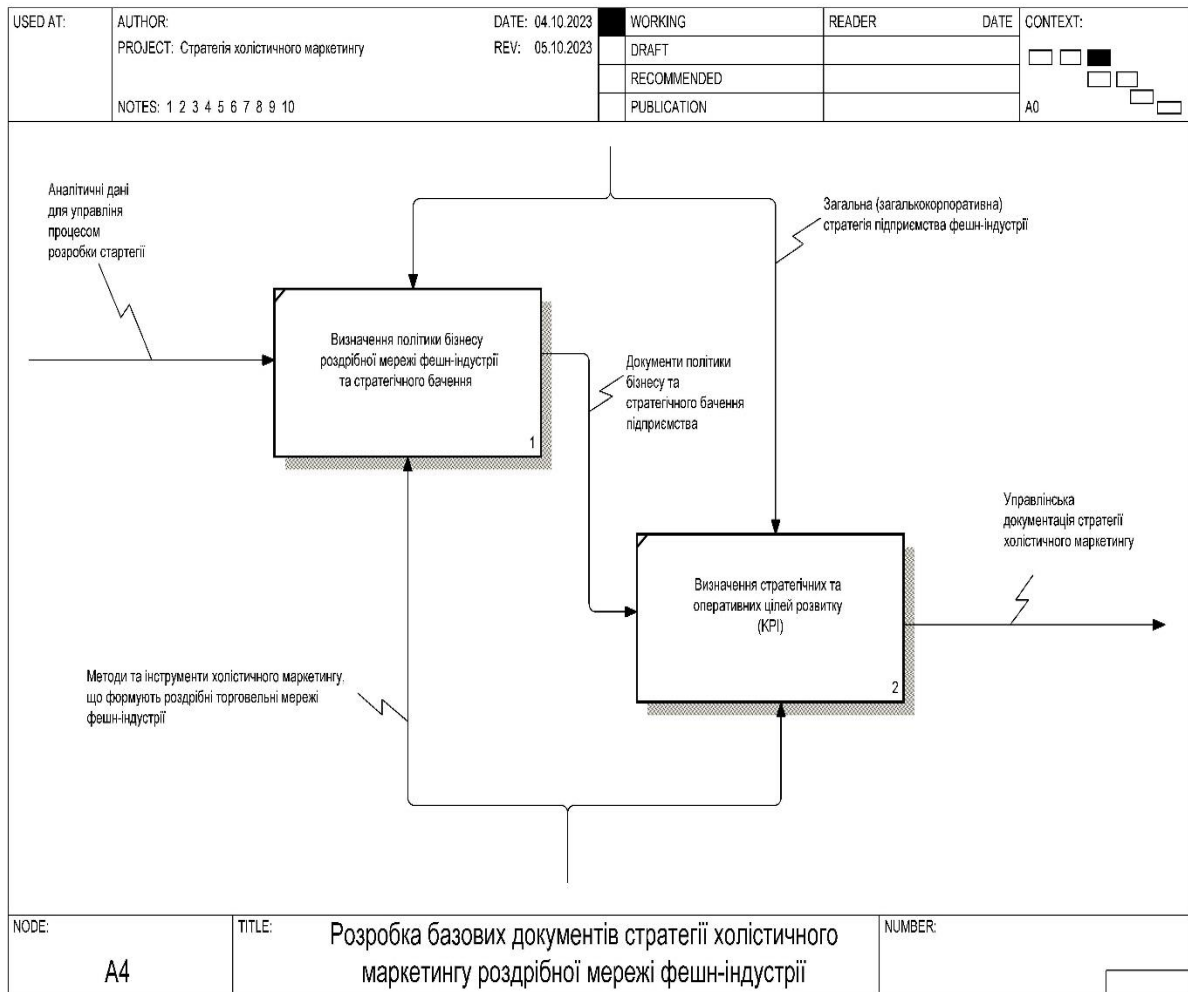 USED AT:
AUTHOR:
DATE: 04.10.2023
PROJECT: Стратегія холістичного маркетингу
REV: 05.10.2023
NOTES: 1 2 3 4 5 6 7 8 9 10
WORKING
DRAFT
RECOMMENDED
PUBLICATION
READER
DATE
CONTEXT:
A0
Аналітичні дані
для управліня
процесом
розробки стартегії
Загальна (загалькокорпоративна)
стратегія підприємства фешн-індустрії
Визначення політики бізнесу
роздрібної мережі фешн-індустрії
та стратегічного бачення
1
Документи політики
бізнесу та
стратегічного бачення
підприємства
Управлінська
документація стратегії
холістичного маркетингу
Визначення стратегічних та
оперативних цілей розвитку
(KPI)
2
Методи та інструменти холістичного маркетингу,
що формують роздрібні торговельні мережі
фешн-індустрії
NODE:
A4
TITLE:
Розробка базових документів стратегії холістичного
маркетингу роздрібної мережі фешн-індустрії
NUMBER: